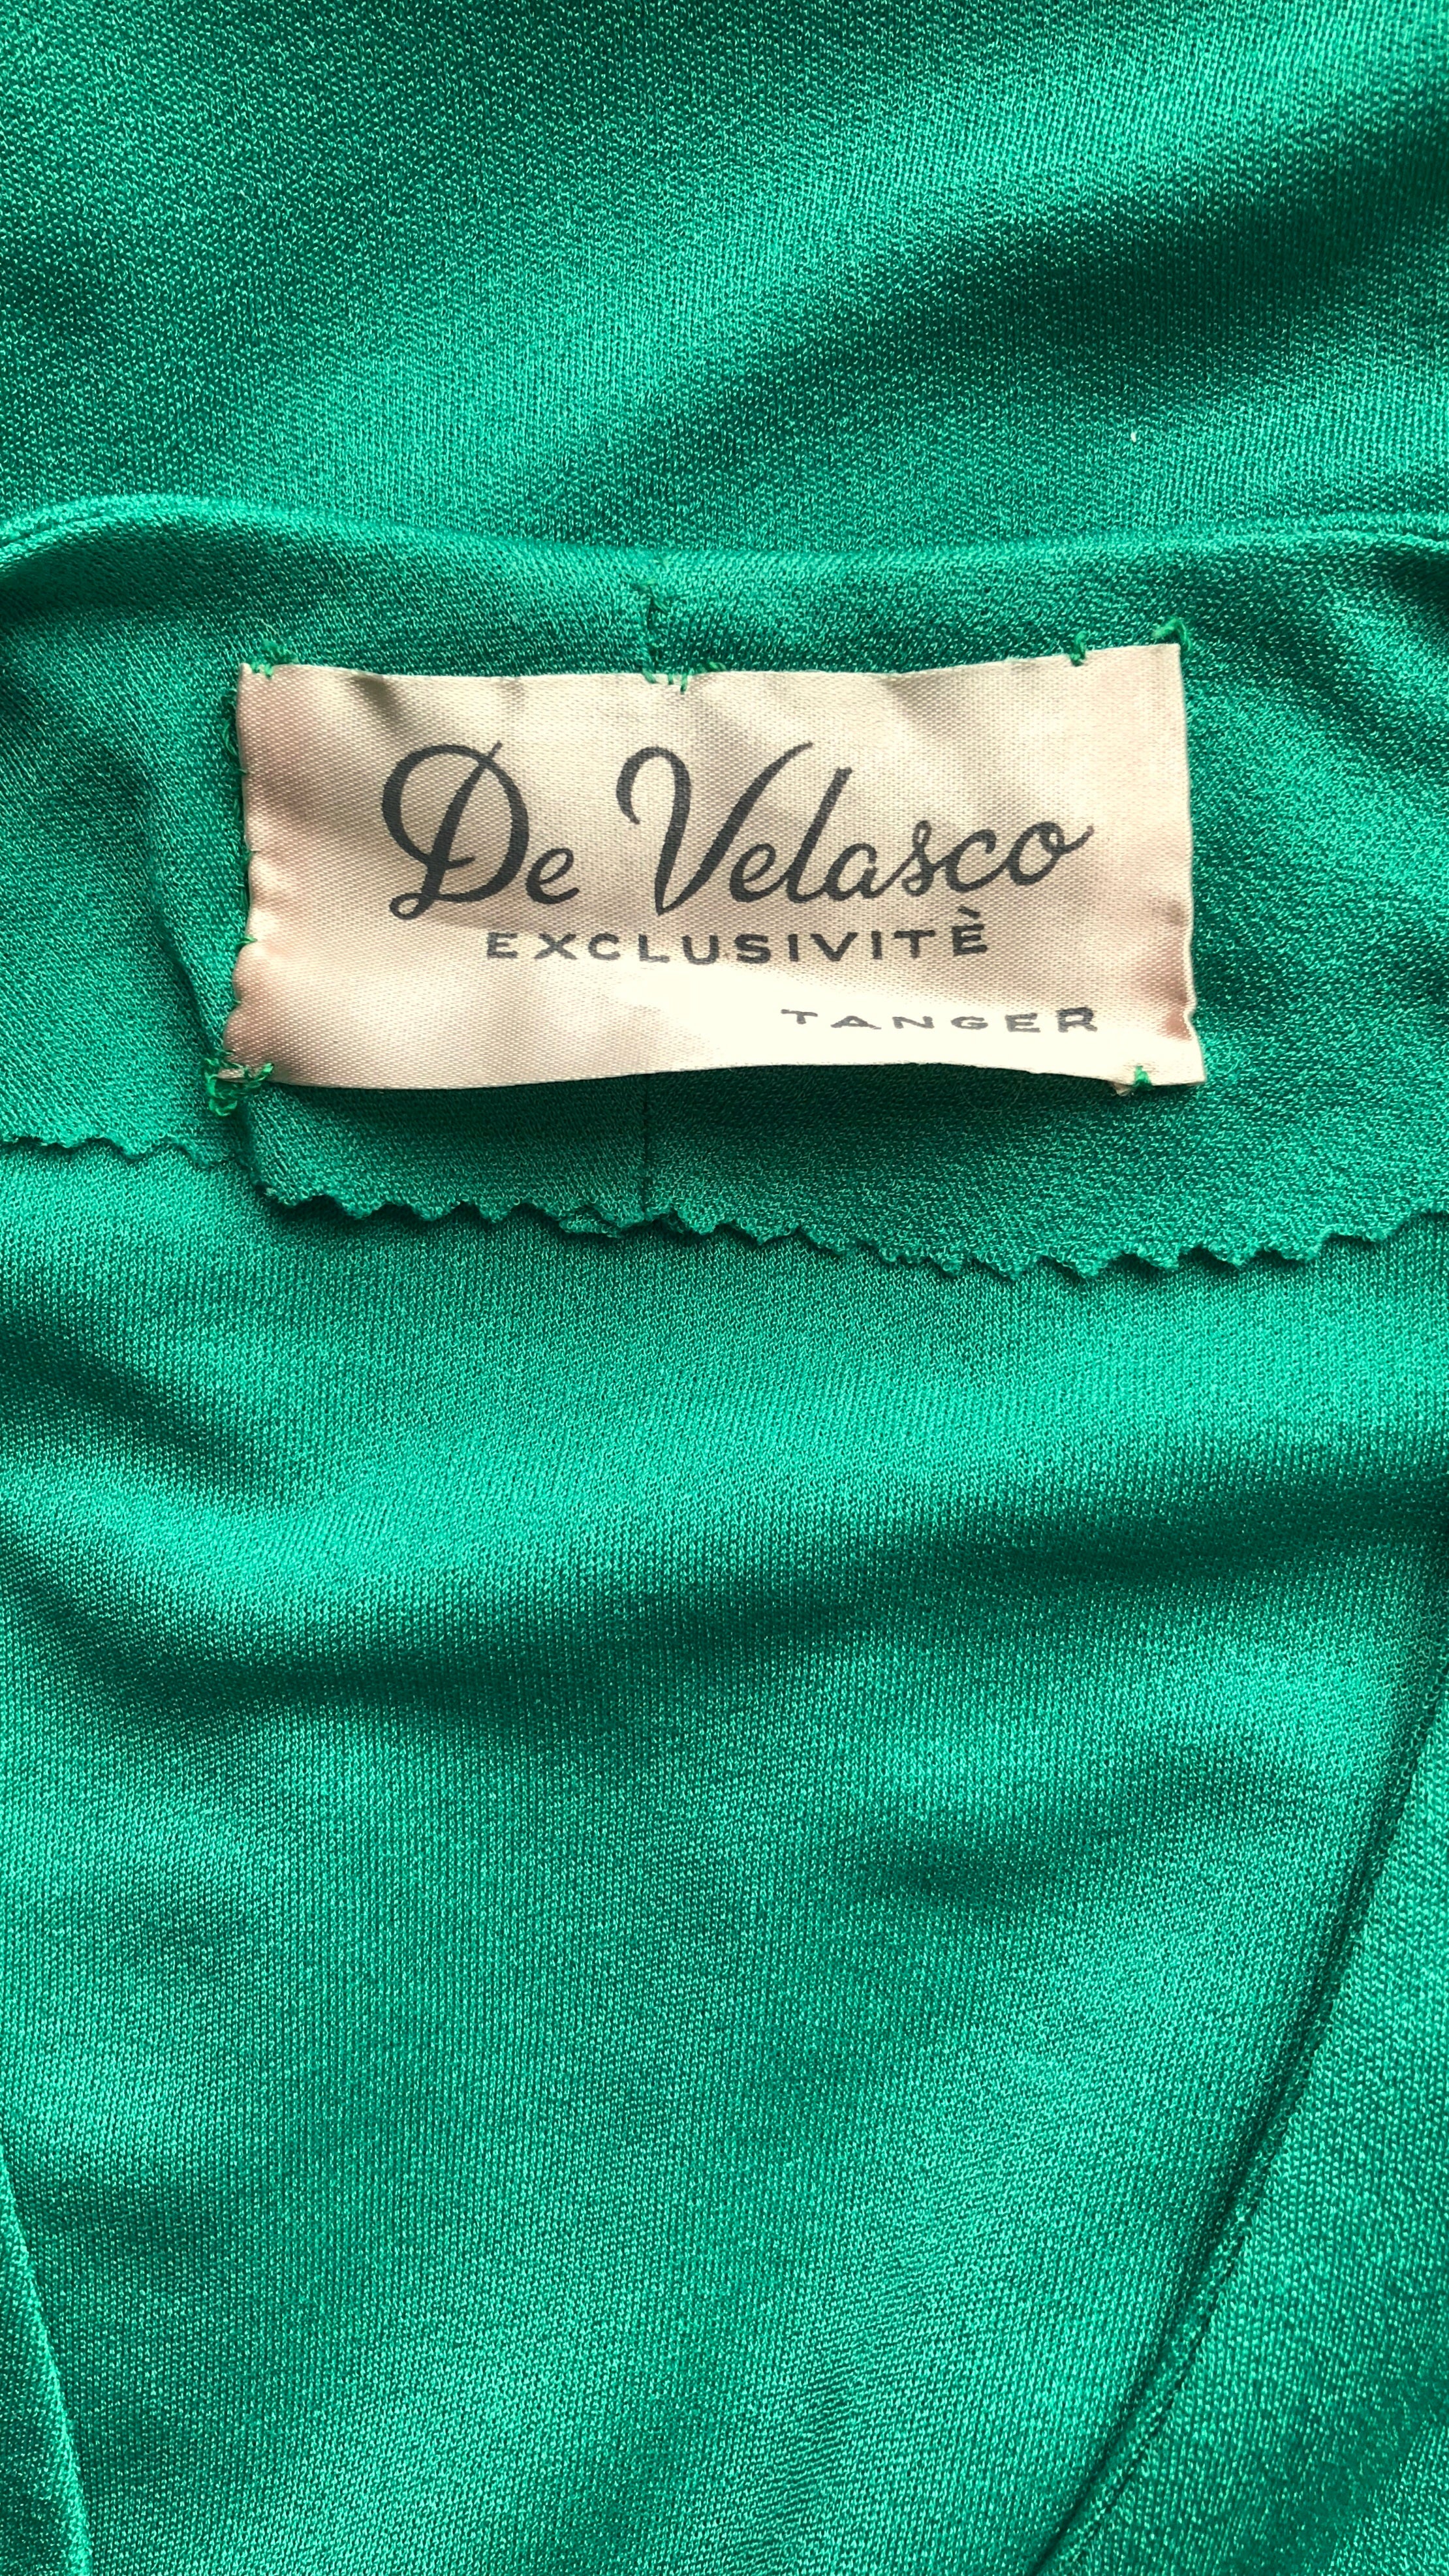 De Velasco
EXCLUSIVITÈ
TANGER